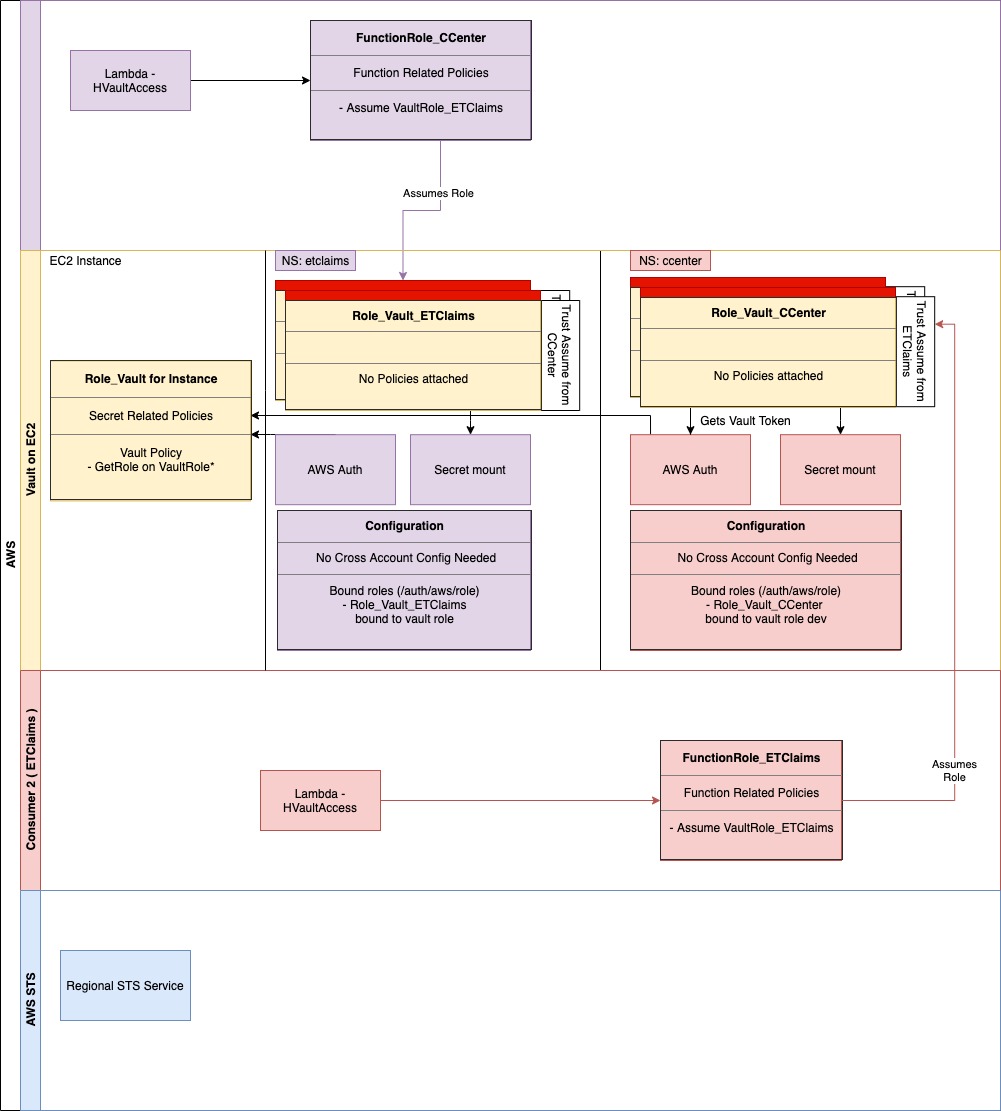 AWS
Lambda -
HVaultAccess
FunctionRole_CCenter
Function Related Policies
- Assume VaultRole_ETClaims
Assumes Role
Vault on EC2
EC2 Instance
NS: etclaims
NS: ccenter
T
Role_Vault_ETClaims
No Policies attached
Trust Assume from
CCenter
T
Role_Vault_CCenter
No Policies attached
Trust Assume from
ETClaims
Role_Vault for Instance
Secret Related Policies
Vault Policy
- GetRole on VaultRole*
Gets Vault Token
AWS Auth
Secret mount
AWS Auth
Secret mount
Configuration
No Cross Account Config Needed
Bound roles (/auth/aws/role)
- Role_Vault_ETClaims
bound to vault role
Configuration
No Cross Account Config Needed
Bound roles (/auth/aws/role)
- Role_Vault_CCenter
bound to vault role dev
Consumer 2 ( ETClaims )
Lambda -
HVaultAccess
FunctionRole_ETClaims
Function Related Policies
- Assume VaultRole_ETClaims
Assumes
Role
AWS STS
Regional STS Service